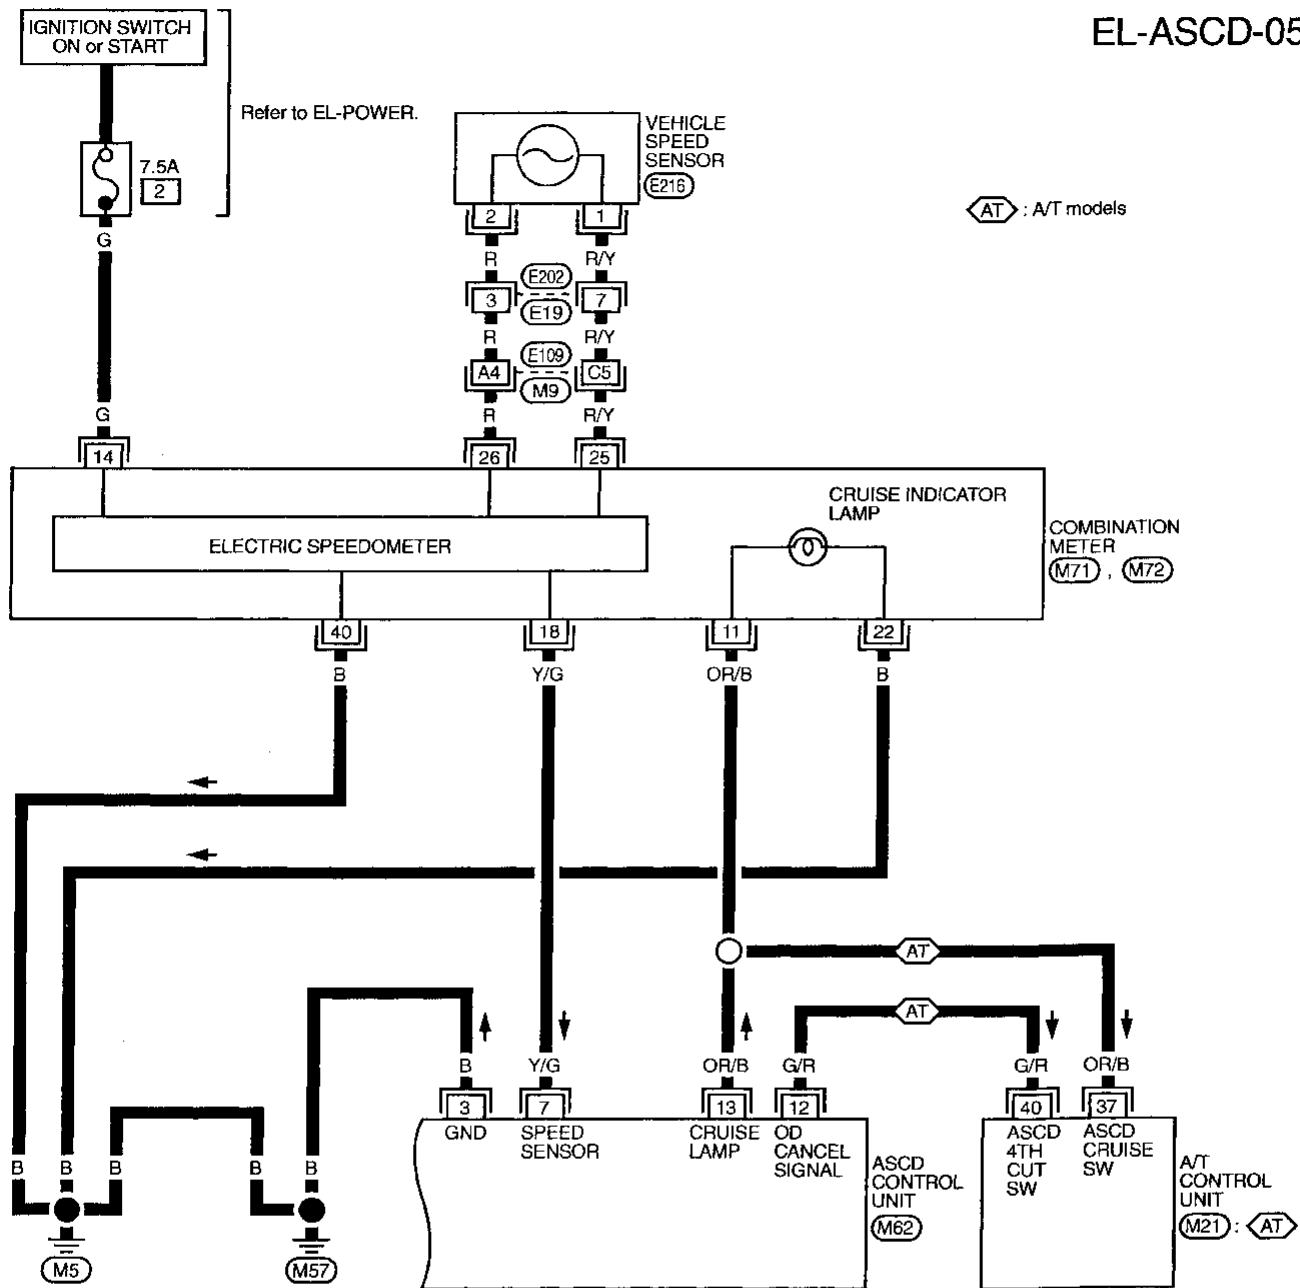 EL-ASCD-05
IGNITION SWITCH
ON or START
Refer to EL-POWER.
7.5A
2
G
G
14
VEHICLE
SPEED
SENSOR
E216
AT : A/T models
2 1
R R/Y
E202
3 7
E19
R R/Y
E109
A4 C5
M9
R R/Y
26 25
ELECTRIC SPEEDOMETER
CRUISE INDICATOR
LAMP
COMBINATION
METER
M71 , M72
40 18 11 22
B Y/G OR/B B
AT
AT
B Y/G OR/B G/R G/R OR/B
3 7 13 12 40 37
GND
SPEED
SENSOR
CRUISE
LAMP
OD
CANCEL
SIGNAL
ASCD
CONTROL
UNIT
M62
ASCD
4TH
CUT
SW
ASCD
CRUISE
SW
A/T
CONTROL
UNIT
M21 : AT
B B B B B
M5 M57